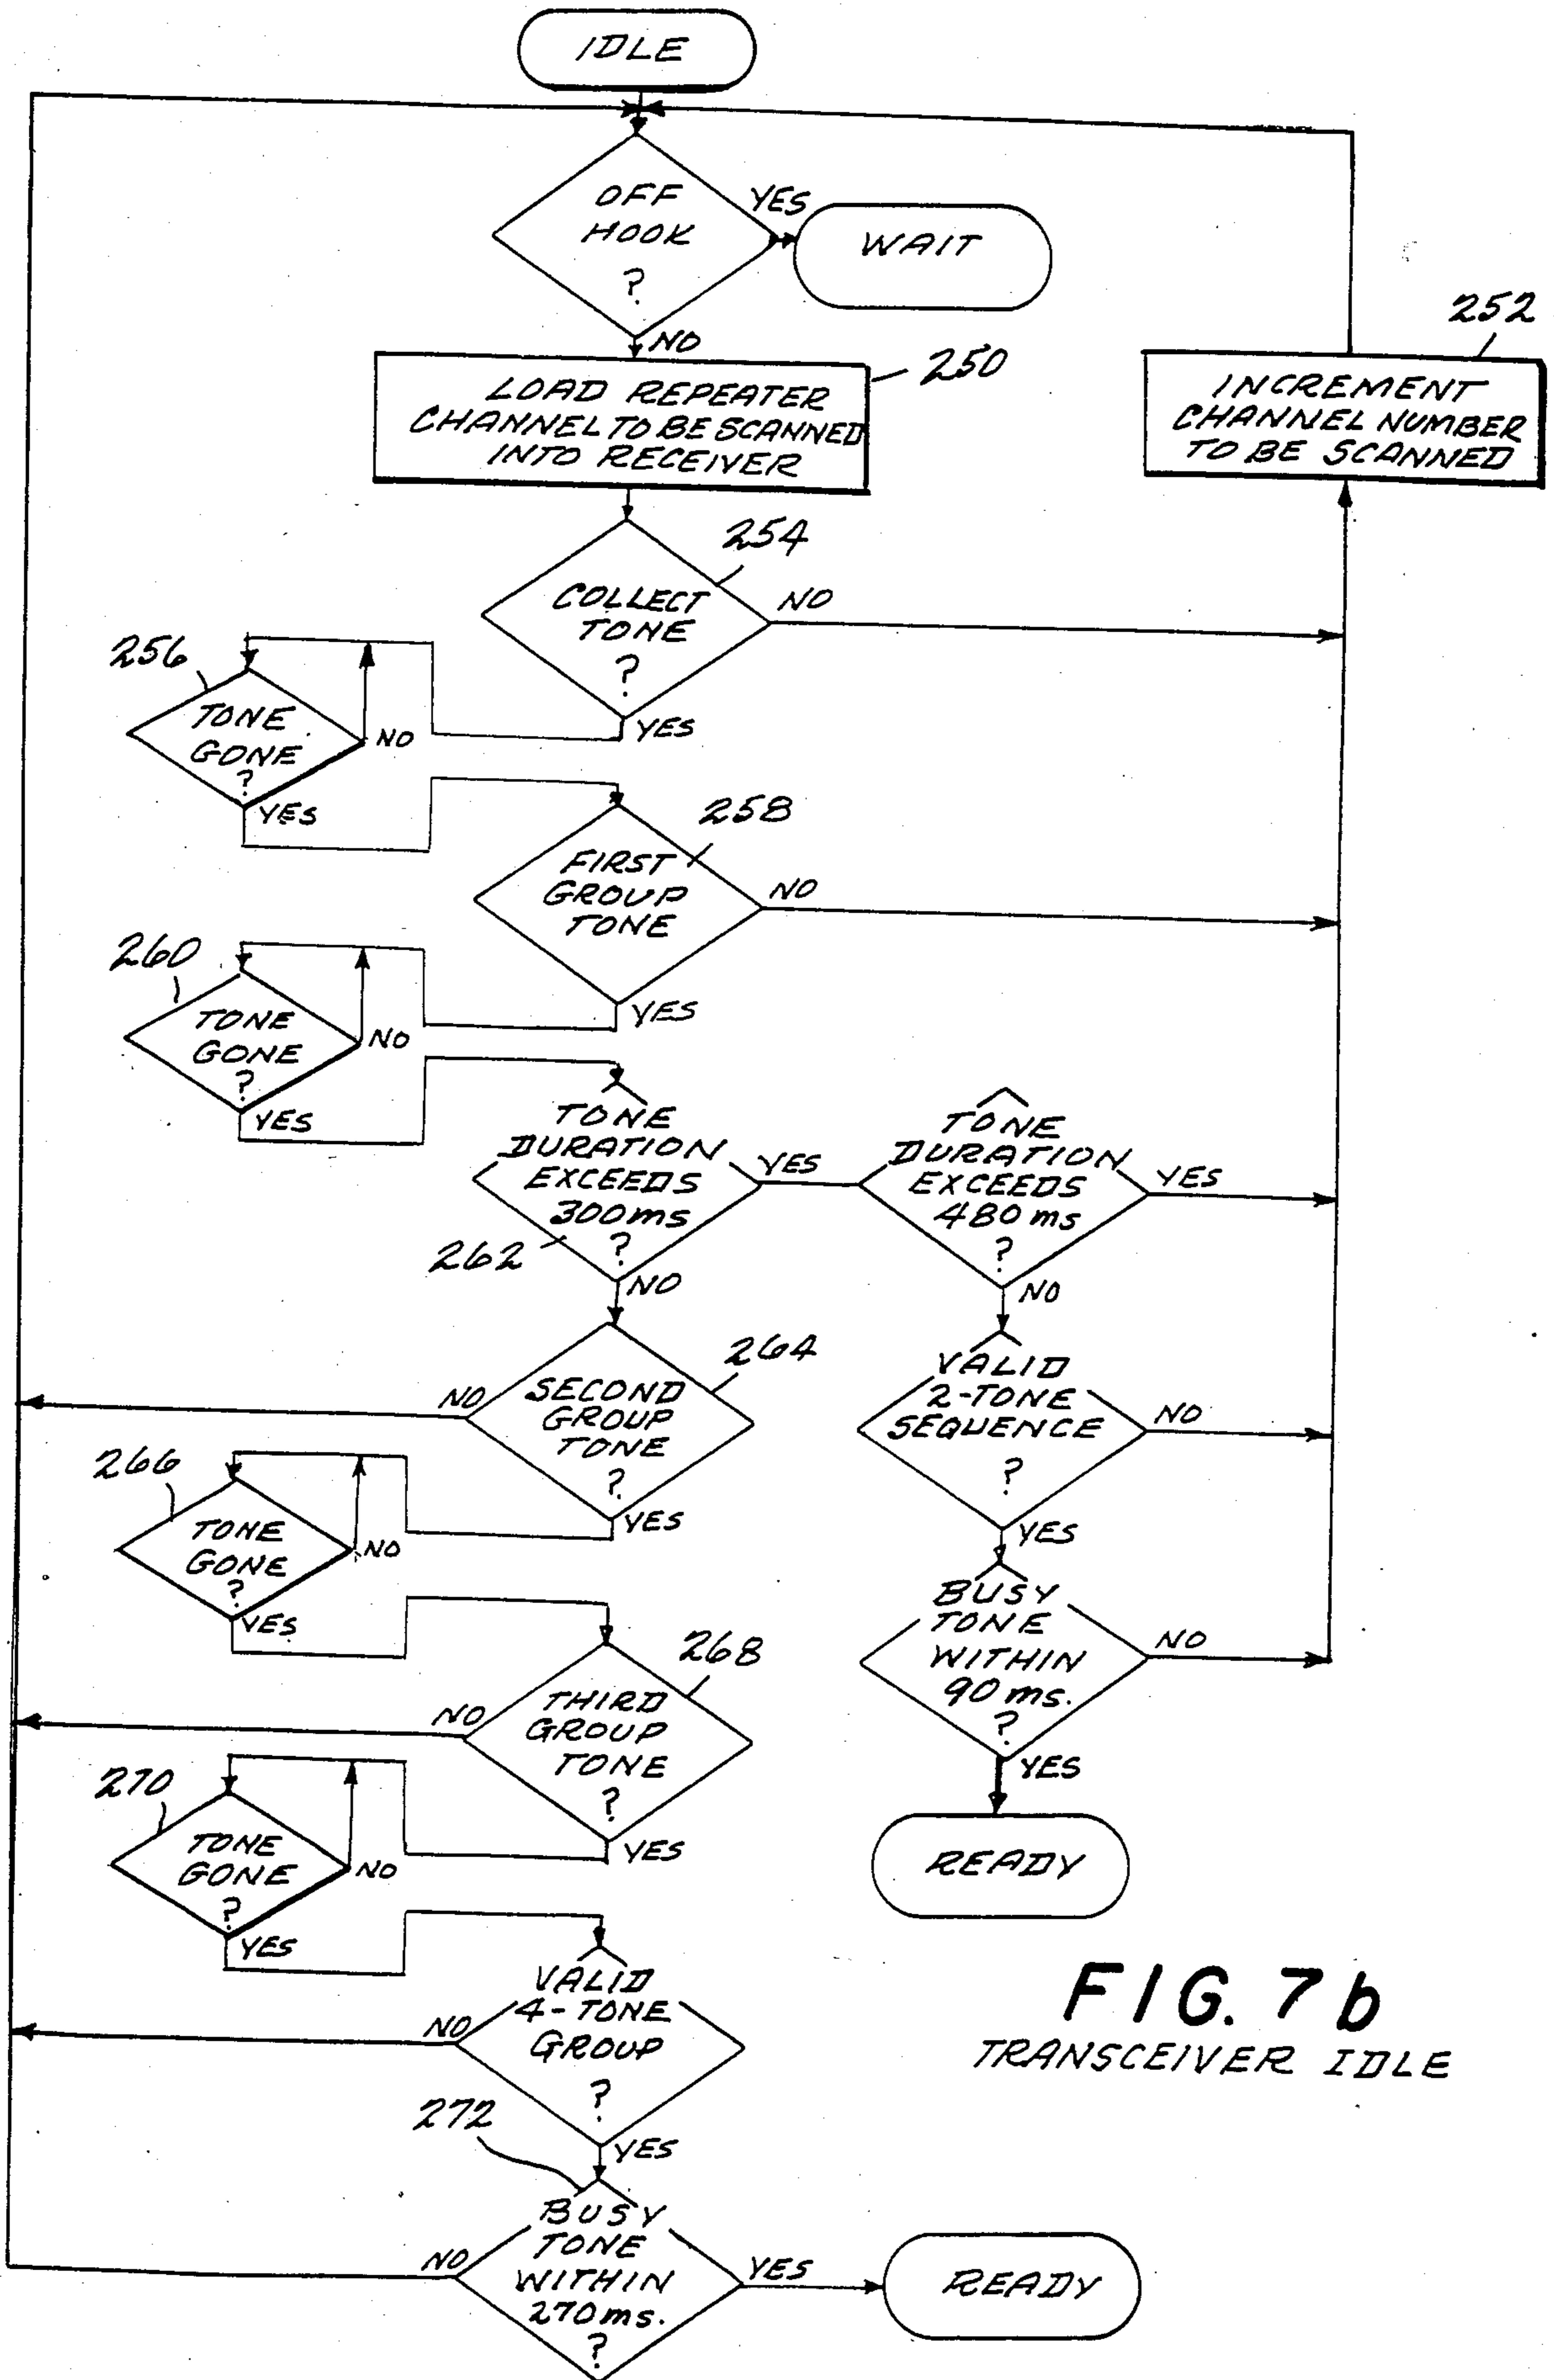 IDLE
OFF
HOOK
?
YES
WAIT
NO
250
LOAD REPEATER
CHANNEL TO BE SCANNED
INTO RECEIVER
252
INCREMENT
CHANNEL NUMBER
TO BE SCANNED
254
COLLECT
TONE
?
NO
YES
256
TONE
GONE
?
NO
YES
258
FIRST
GROUP
TONE
NO
YES
260
TONE
GONE
?
NO
YES
TONE
DURATION
EXCEEDS
300ms
?
262
YES
NO
TONE
DURATION
EXCEEDS
480 ms
?
YES
NO
264
SECOND
GROUP
TONE
?
NO
YES
VALID
2-TONE
SEQUENCE
?
NO
YES
266
TONE
GONE
?
NO
YES
BUSY
TONE
WITHIN
90 ms.
?
NO
YES
READY
268
THIRD
GROUP
TONE
?
NO
YES
270
TONE
GONE
?
NO
YES
VALID
4-TONE
GROUP
?
NO
YES
272
BUSY
TONE
WITHIN
270ms.
?
NO
YES
READY
FIG. 7b
TRANSCEIVER IDLE